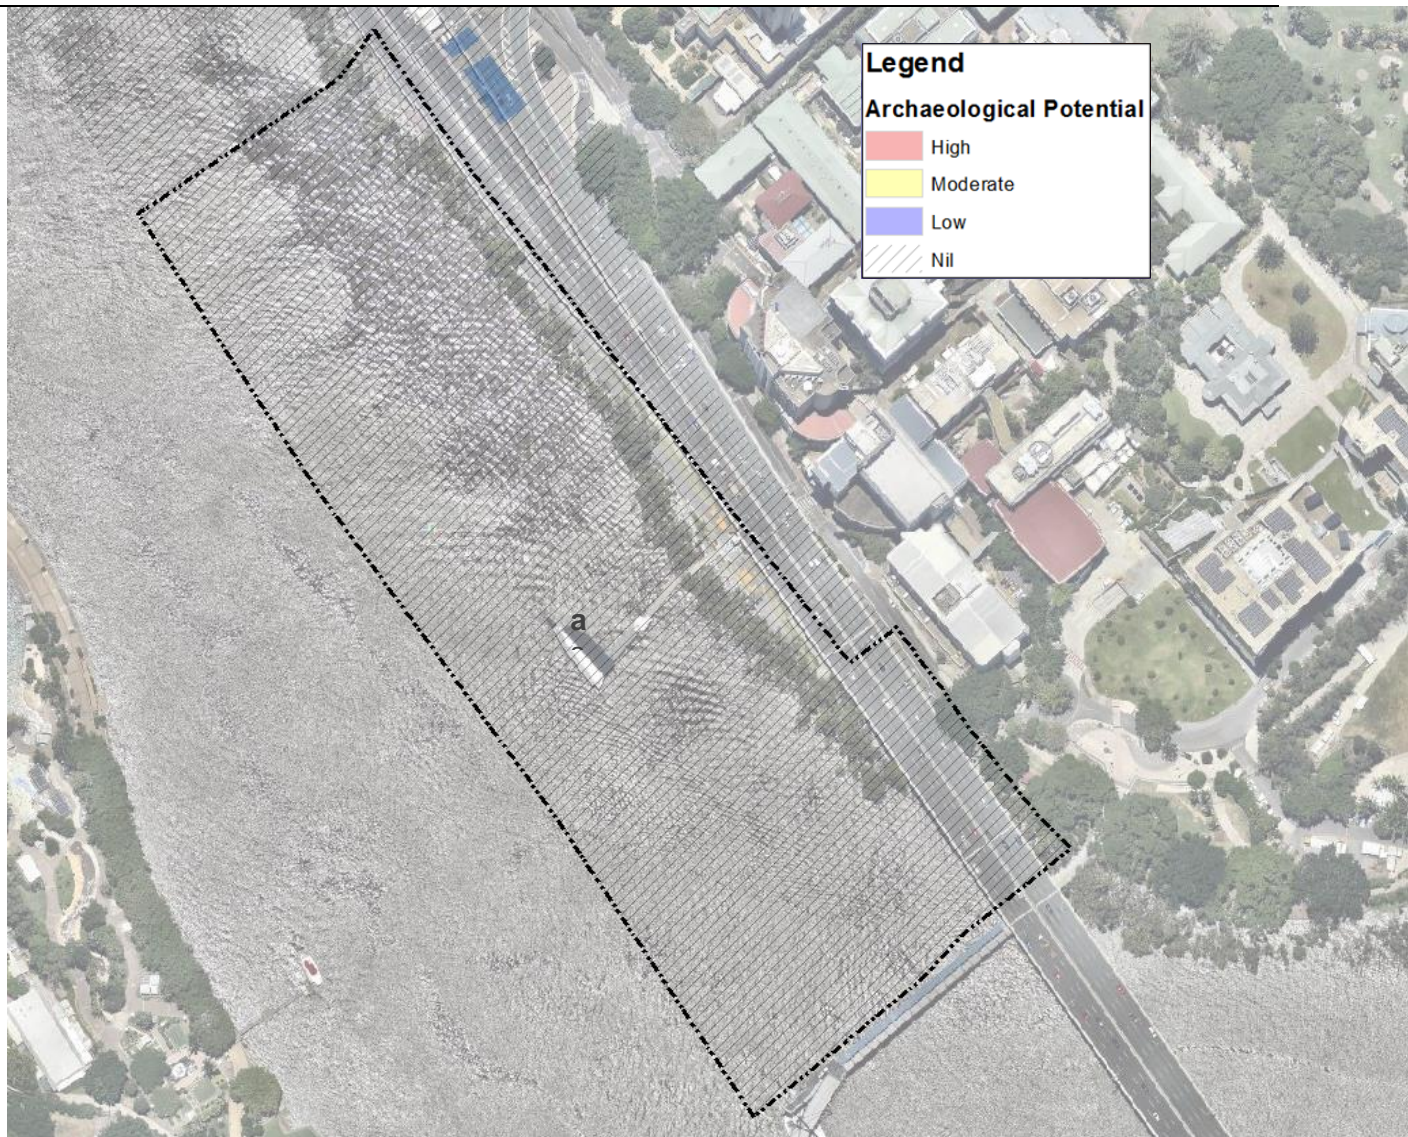 Legend
Archaeological Potential
High
Moderate
Low
Nil
a